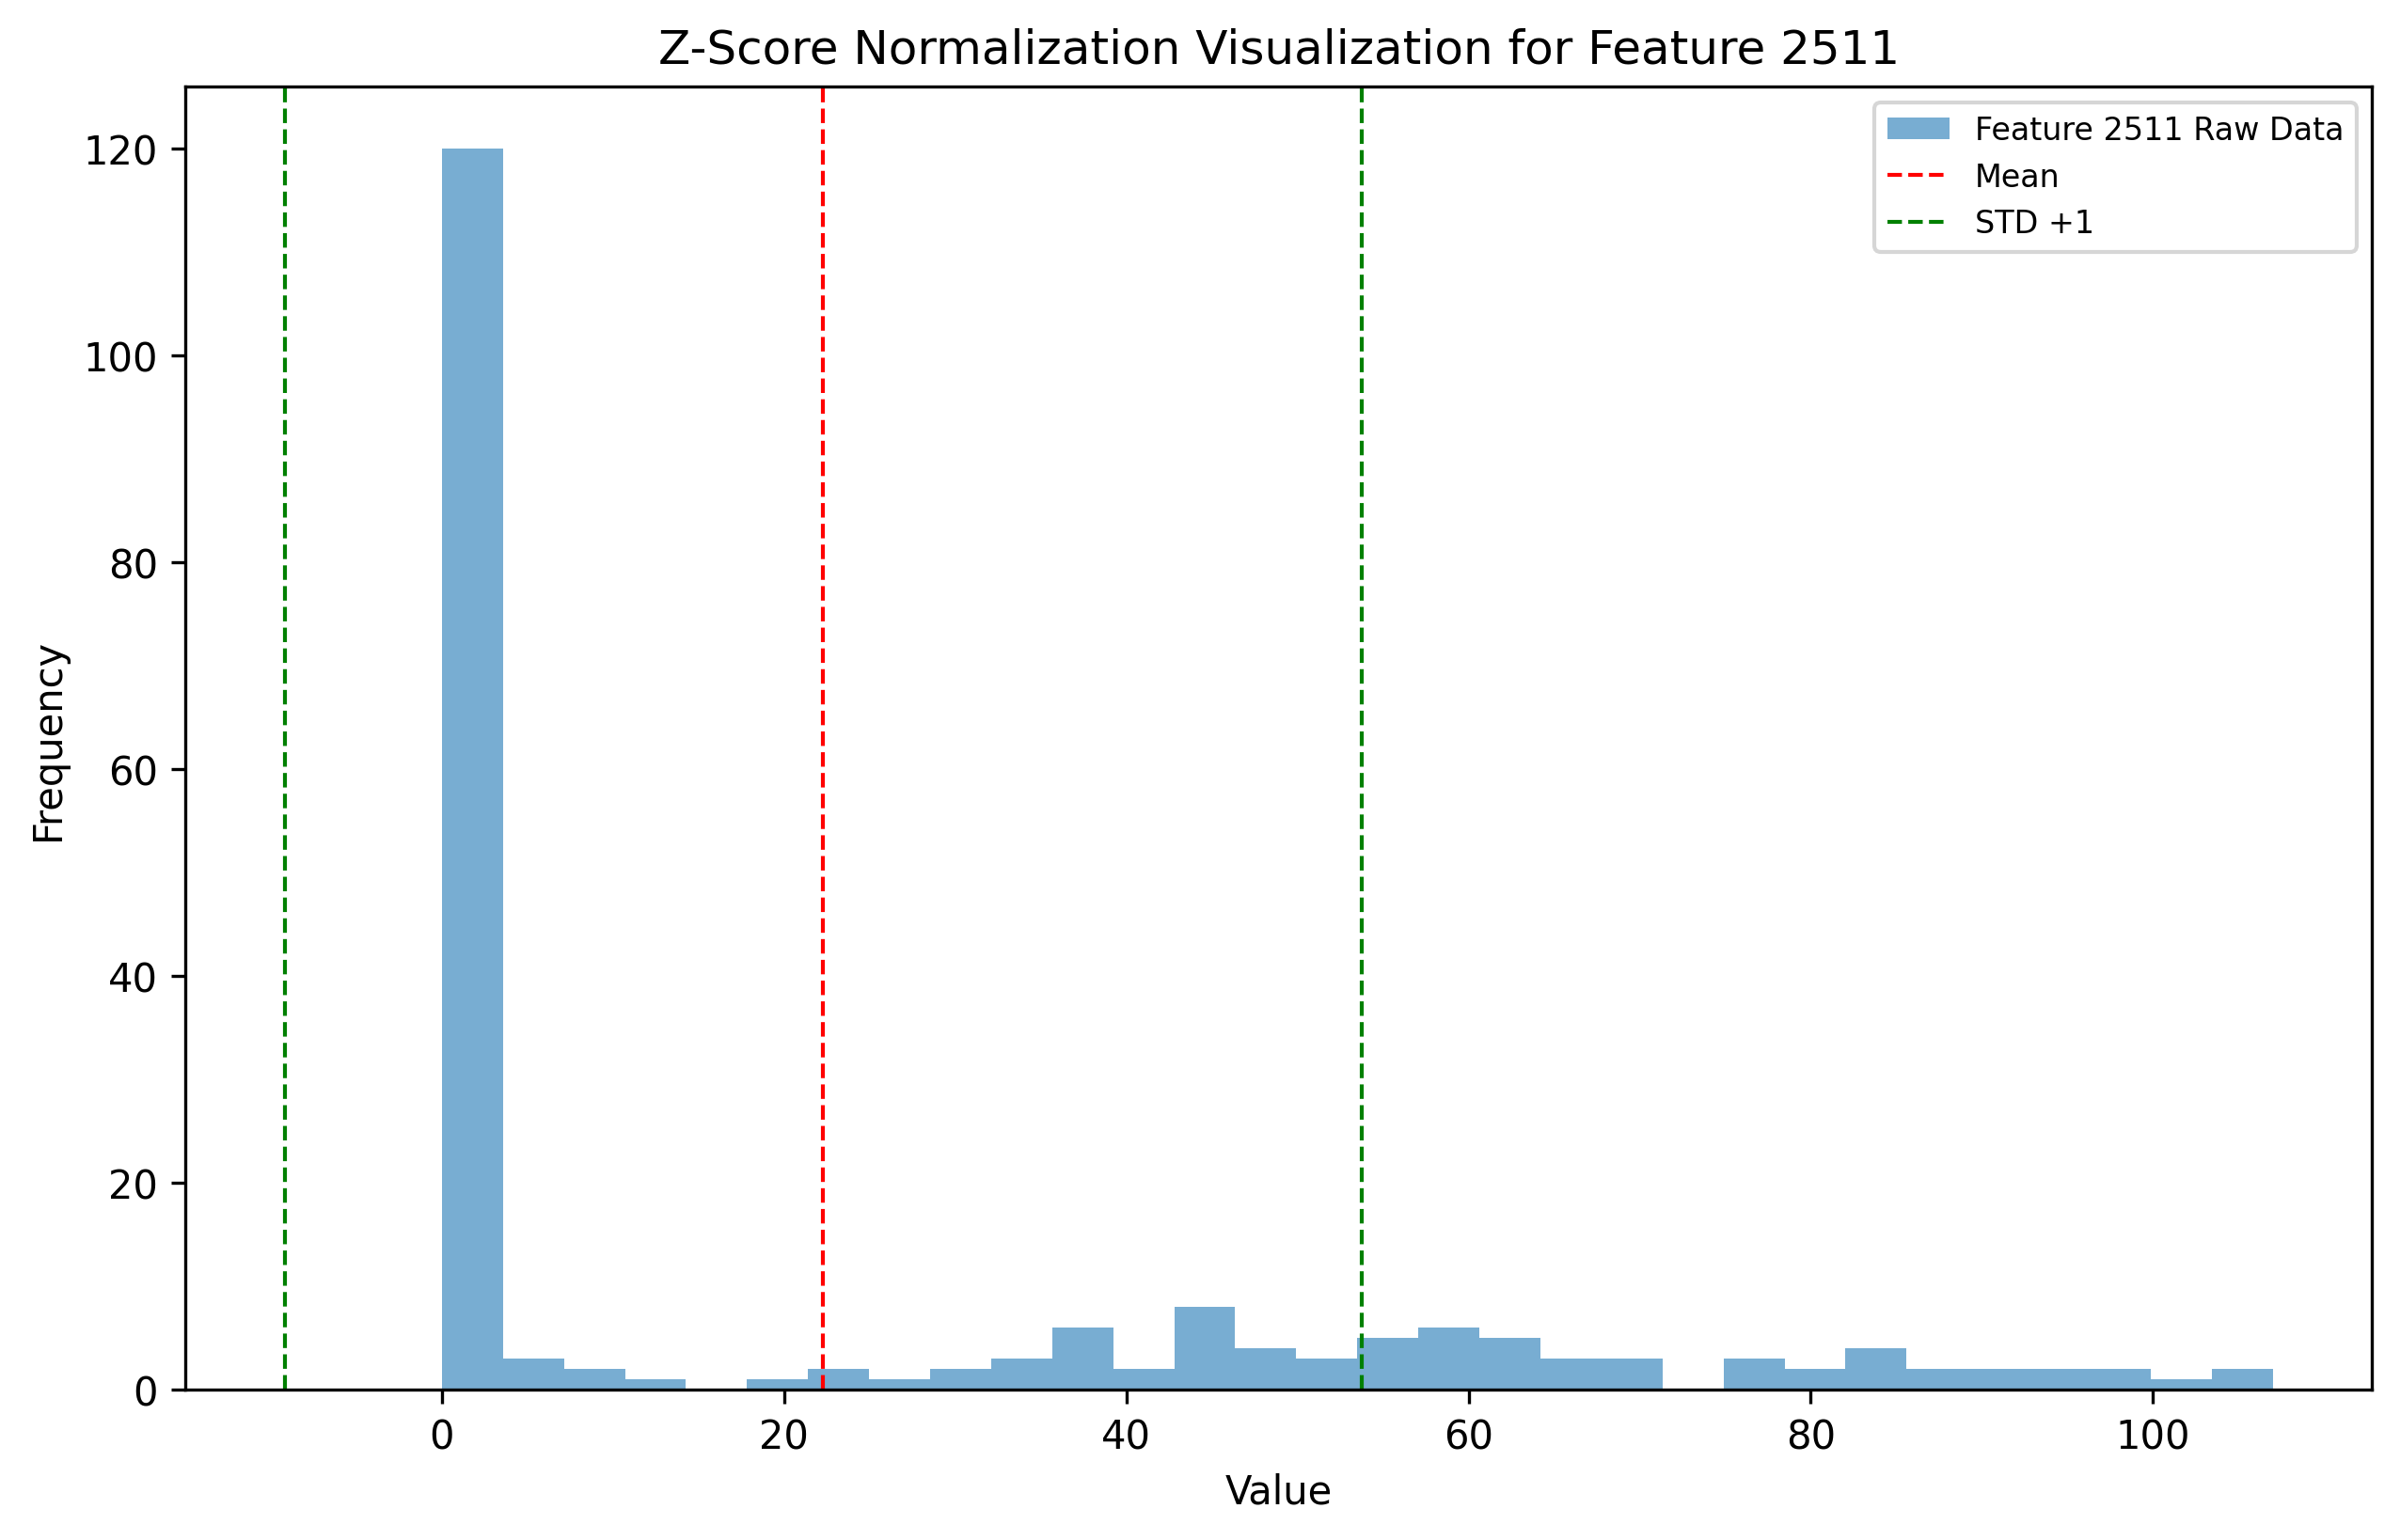 Z-Score Normalization Visualization for Feature 2511
Feature 2511 Raw Data
Mean
STD +1
120
100
80
60
40
20
0
Frequency
0 20 40 60 80 100
Value